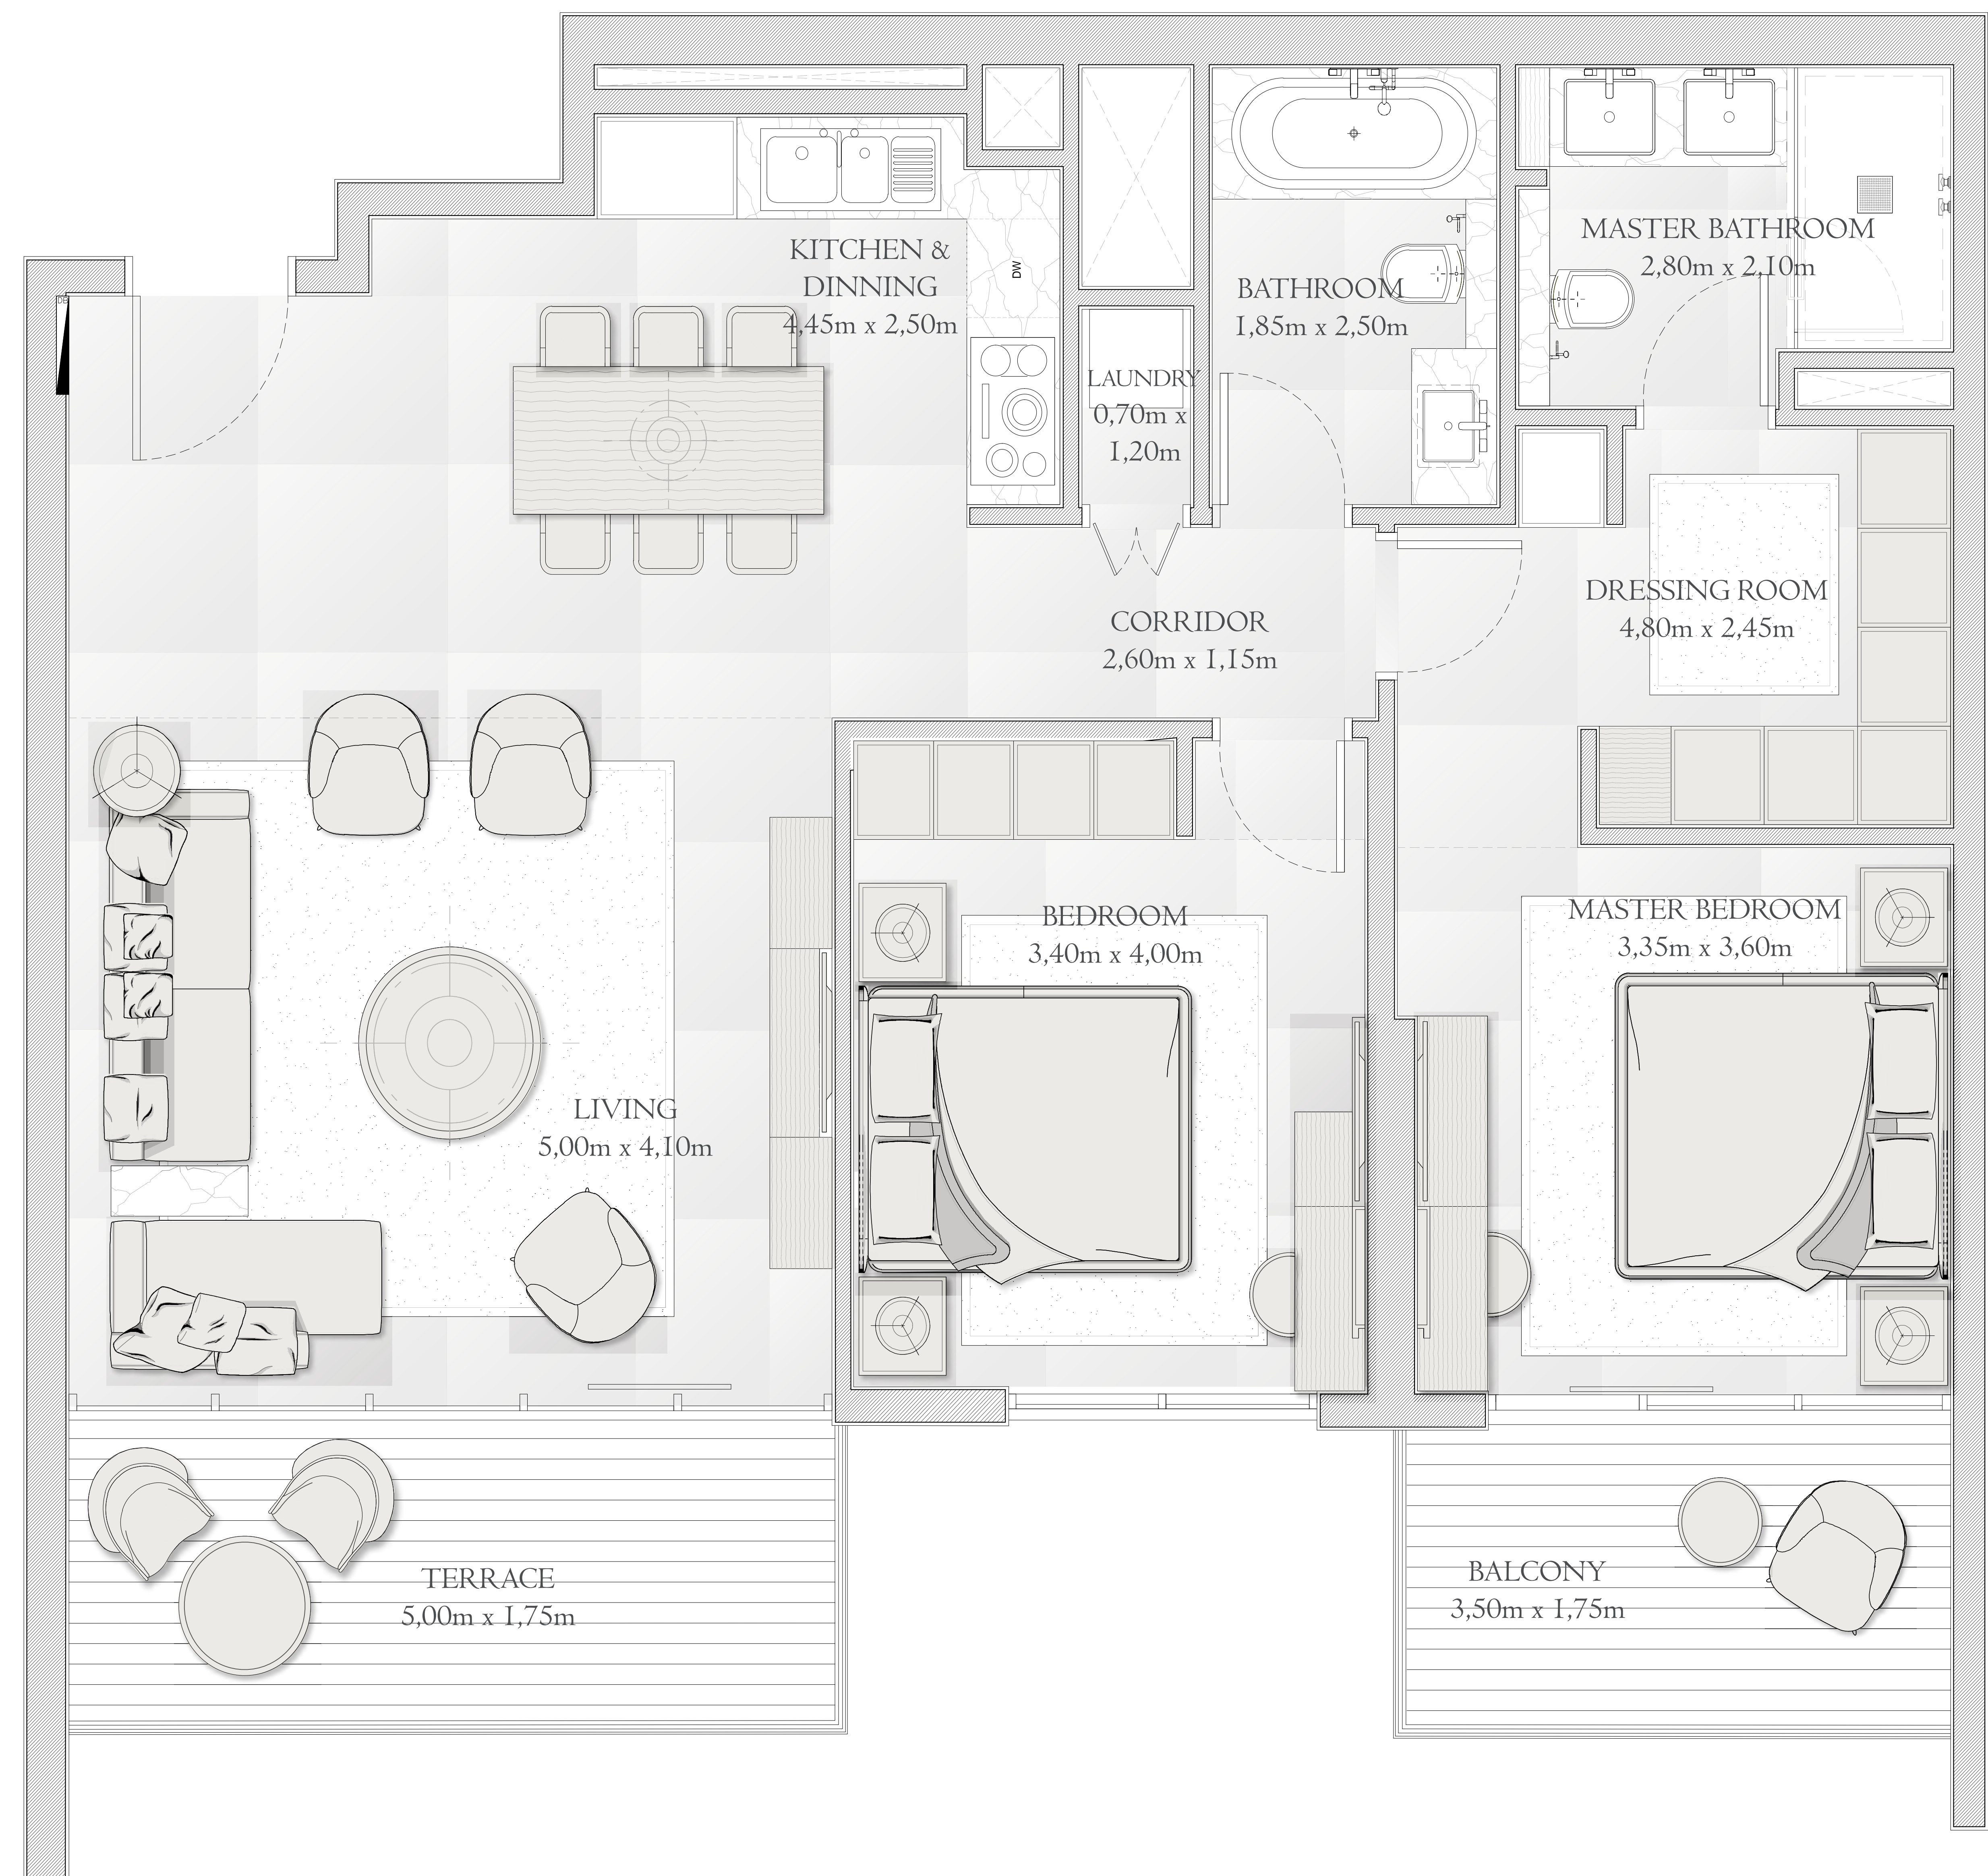 KITCHEN &
DINNING
4,45m x 2,50m
DW
LAUNDRY
0,70m x
1,20m
BATHROOM
1,85m x 2,50m
MASTER BATHROOM
2,80m x 2,10m
DRESSING ROOM
4,80m x 2,45m
CORRIDOR
2,60m x 1,15m
LIVING
5,00m x 4,10m
BEDROOM
3,40m x 4,00m
MASTER BEDROOM
3,35m x 3,60m
TERRACE
5,00m x 1,75m
BALCONY
3,50m x 1,75m